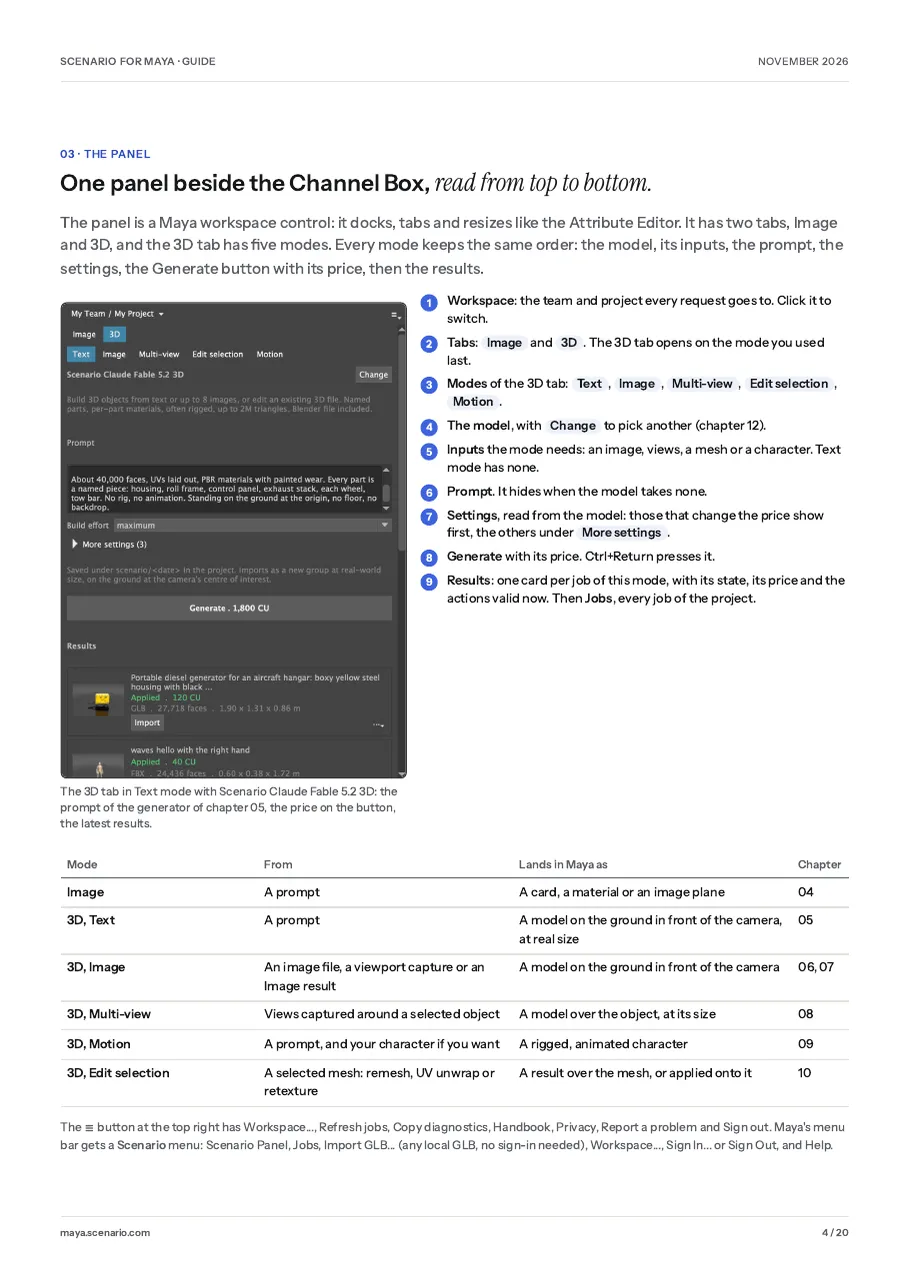 SCENARIO FOR MAYA · GUIDE
NOVEMBER 2026
03 · THE PANEL
One panel beside the Channel Box, read from top to bottom.
The panel is a Maya workspace control: it docks, tabs and resizes like the Attribute Editor. It has two tabs, Image
and 3D, and the 3D tab has five modes. Every mode keeps the same order: the model, its inputs, the prompt, the
settings, the Generate button with its price, then the results.
My Team / My Project
Image 3D
Text Image Multi-view Edit selection Motion
Scenario Claude Fable 5.2 3D
Change
Build 3D objects from text or up to 8 images, or edit an existing 3D file. Named
parts, per-part materials, often rigged, up to 2M triangles. Blender file included.
Prompt
About 40,000 faces, UVs laid out, PBR materials with painted wear. Every part is
a named piece: housing, roll frame, control panel, exhaust stack, each wheel,
tow bar. No rig, no animation. Standing on the ground at the origin, no floor, no
backdrop.
Build effort maximum
More settings (3)
Saved under scenario/<date> in the project. Imports as a new group at real-world
size, on the ground at the camera's centre of interest.
Generate . 1,800 CU
Results
Portable diesel generator for an aircraft hangar: boxy yellow steel
housing with black ...
Applied . 120 CU
GLB . 27,718 faces . 1.90 x 1.31 x 0.86 m
Import
...
waves hello with the right hand
Applied . 40 CU
FBX . 24,436 faces . 0.60 x 0.38 x 1.72 m
The 3D tab in Text mode with Scenario Claude Fable 5.2 3D: the
prompt of the generator of chapter 05, the price on the button,
the latest results.
1 Workspace: the team and project every request goes to. Click it to
switch.
2 Tabs: Image and 3D . The 3D tab opens on the mode you used
last.
3 Modes of the 3D tab: Text , Image , Multi-view , Edit selection ,
Motion .
4 The model, with Change to pick another (chapter 12).
5 Inputs the mode needs: an image, views, a mesh or a character. Text
mode has none.
6 Prompt. It hides when the model takes none.
7 Settings, read from the model: those that change the price show
first, the others under More settings .
8 Generate with its price. Ctrl+Return presses it.
9 Results: one card per job of this mode, with its state, its price and the
actions valid now. Then Jobs, every job of the project.
Mode From Lands in Maya as Chapter
Image A prompt A card, a material or an image plane 04
3D, Text A prompt A model on the ground in front of the camera, 05
at real size
3D, Image An image file, a viewport capture or an A model on the ground in front of the camera 06, 07
Image result
3D, Multi-view Views captured around a selected object A model over the object, at its size 08
3D, Motion A prompt, and your character if you want A rigged, animated character 09
3D, Edit selection A selected mesh: remesh, UV unwrap or A result over the mesh, or applied onto it 10
retexture
The ≡ button at the top right has Workspace..., Refresh jobs, Copy diagnostics, Handbook, Privacy, Report a problem and Sign out. Maya's menu
bar gets a Scenario menu: Scenario Panel, Jobs, Import GLB... (any local GLB, no sign-in needed), Workspace..., Sign In... or Sign Out, and Help.
maya.scenario.com
4 / 20